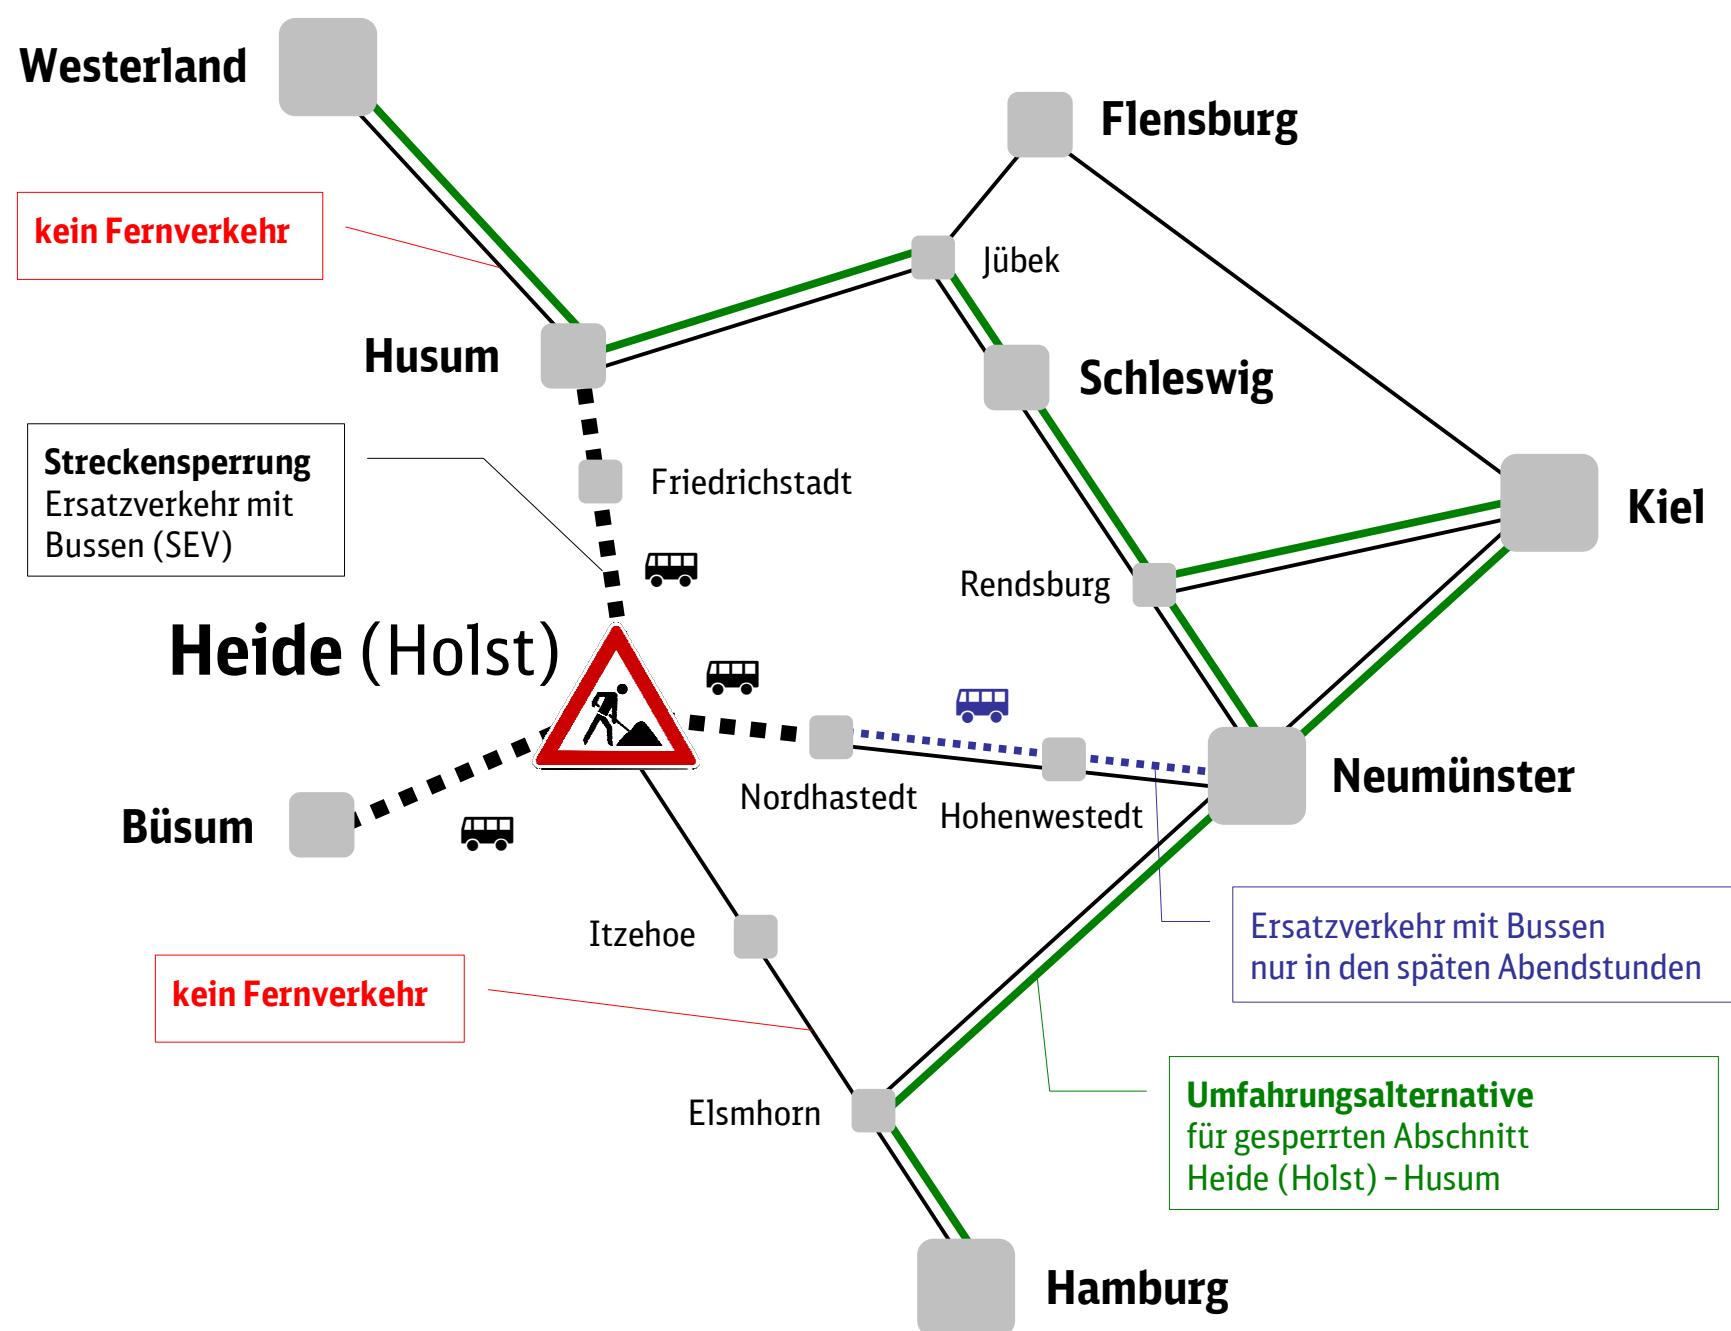 Westerland
Flensburg
kein Fernverkehr
Jübek
Husum
Schleswig
Streckensperrung
Ersatzverkehr mit
Bussen (SEV)
Friedrichstadt
Kiel
Rendsburg
Heide (Holst)
Nordhastedt
Hohenwestedt
Neumünster
Büsum
Itzehoe
Ersatzverkehr mit Bussen
nur in den späten Abendstunden
kein Fernverkehr
Elsmhorn
Umfahrungsalternative
für gesperrten Abschnitt
Heide (Holst) – Husum
Hamburg